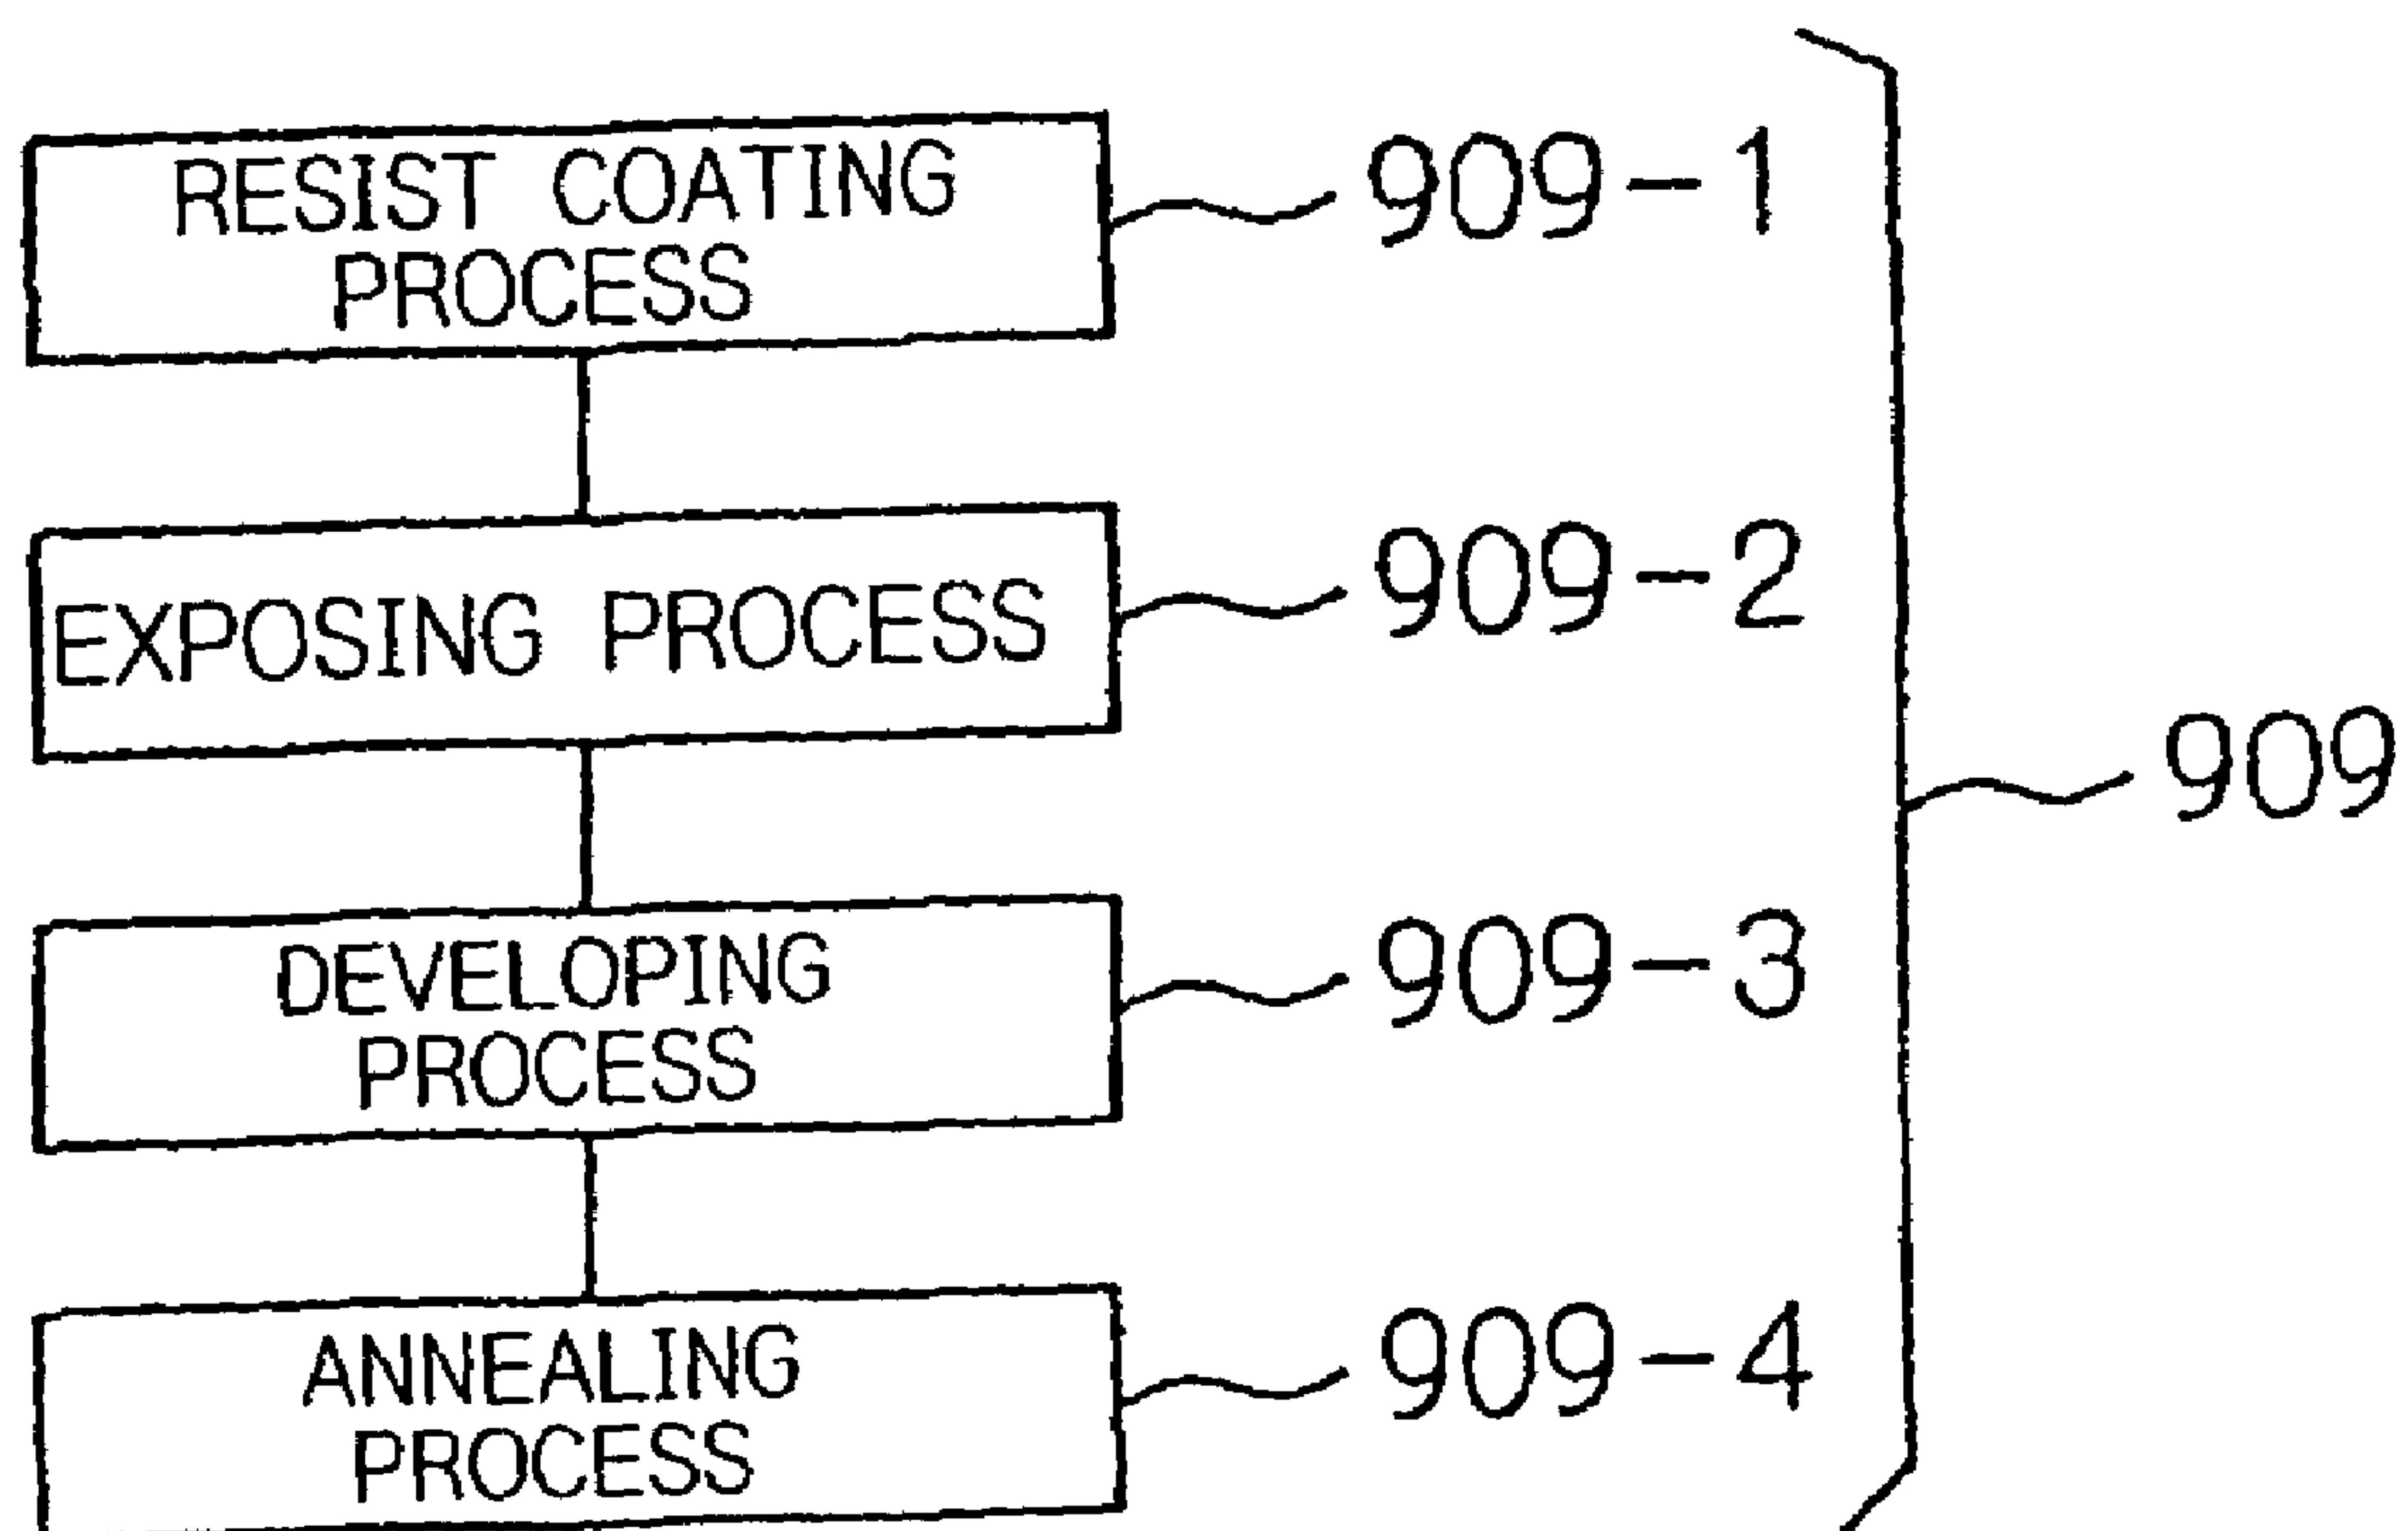 RESIST COATING
PROCESS
909-1
EXPOSING PROCESS
909-2
909
DEVELOPING
PROCESS
909-3
ANNEALING
PROCESS
909-4